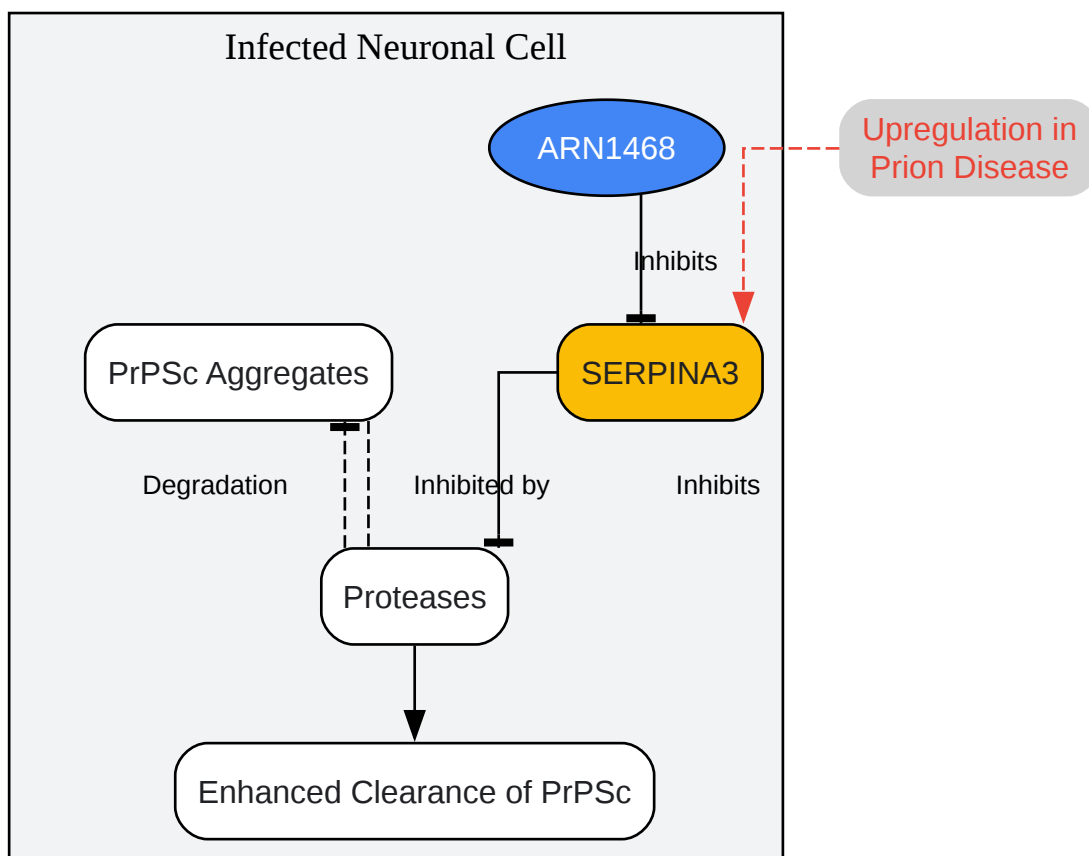 Infected Neuronal Cell
ARN1468
Upregulation in
Prion Disease
Inhibits
PrPSc Aggregates
SERPINA3
Degradation
Inhibited by
Inhibits
Proteases
Enhanced Clearance of PrPSc